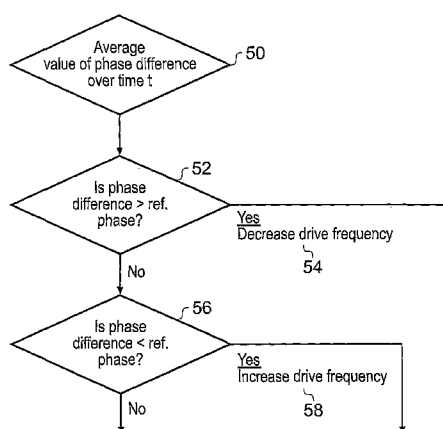 Average
value of phase difference
over time t
50
52
Is phase
difference > ref.
phase?
Yes
Decrease drive frequency
54
No
56
Is phase
difference < ref.
phase?
Yes
Increase drive frequency
58
No